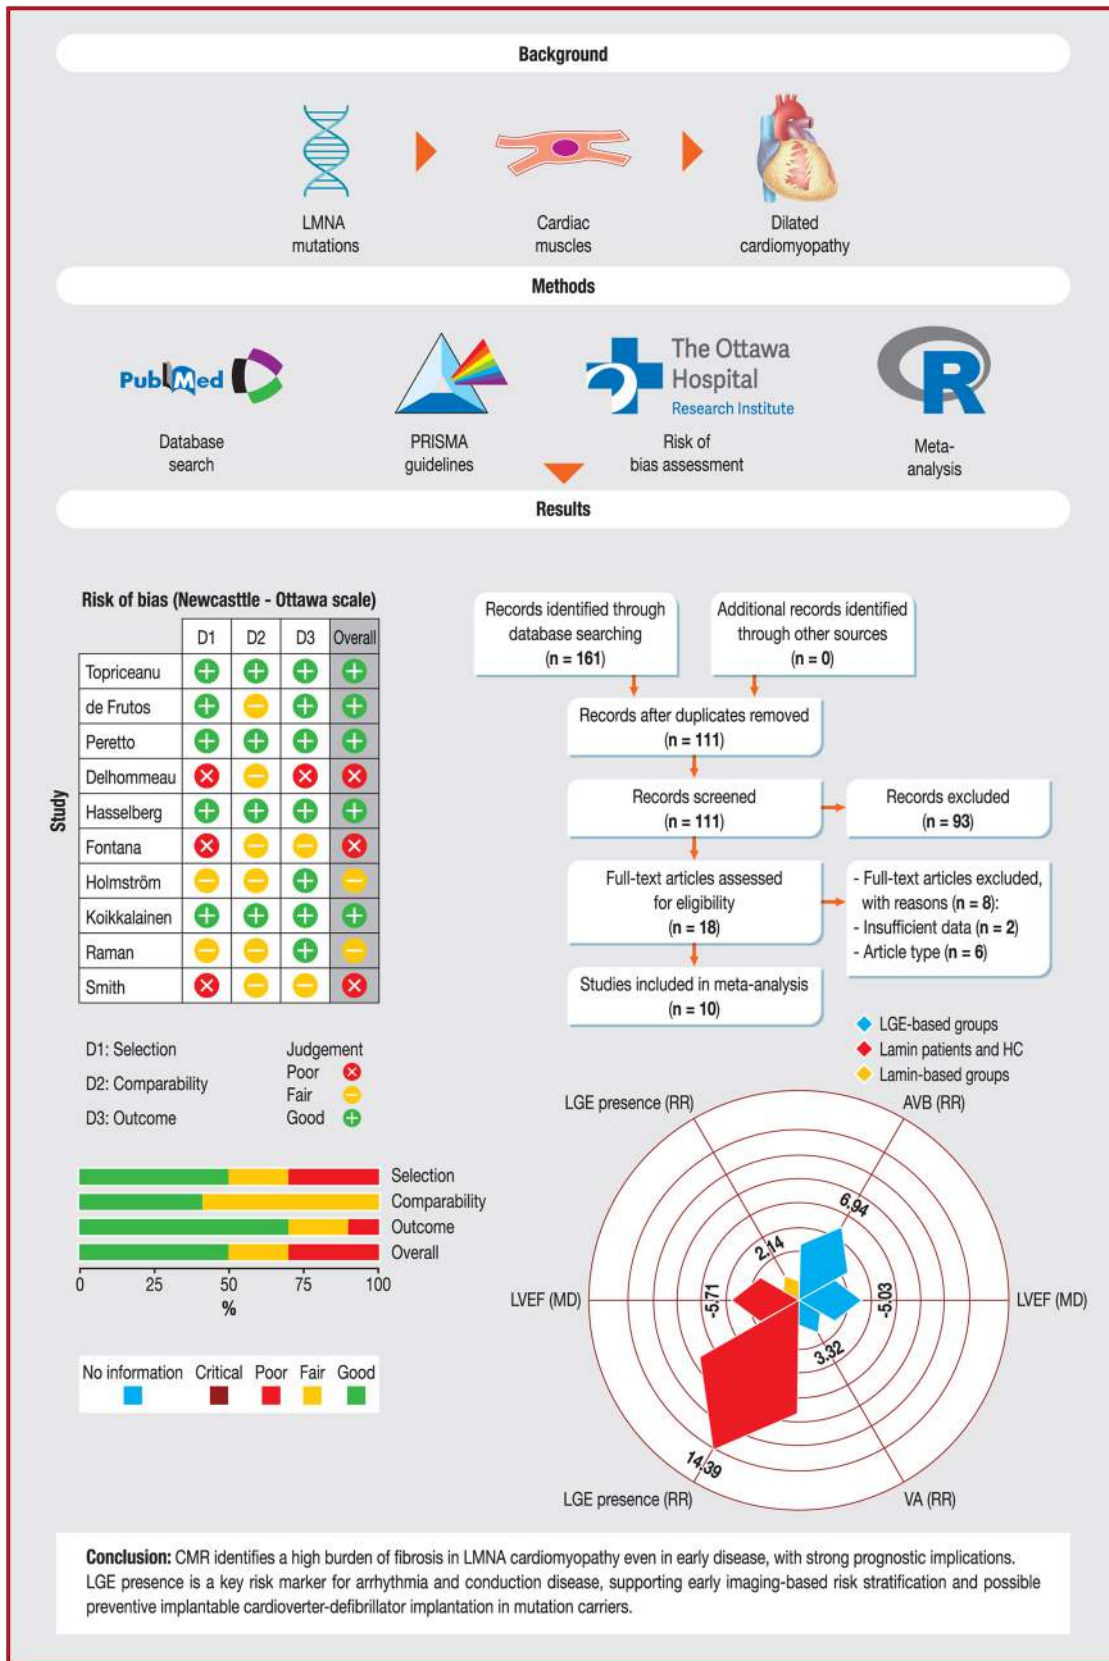 Background
LMNA
mutations
Cardiac
muscles
Dilated
cardiomyopathy
Methods
PubMed
The Ottawa
Hospital
Research Institute
R
Database
search
PRISMA
guidelines
Risk of
bias assessment
Meta-
analysis
Results
Risk of bias (Newcasttle - Ottawa scale)
D1 D2 D3 Overall
Study
Topriceanu
de Frutos
Peretto
Delhommeau
Hasselberg
Fontana
Holmström
Koikkalainen
Raman
Smith
D1: Selection
D2: Comparability
D3: Outcome
Judgement
Poor
Fair
Good
Selection
Comparability
Outcome
Overall
0 25 50 75 100
%
No information Critical Poor Fair Good
Records identified through
database searching
(n = 161)
Additional records identified
through other sources
(n = 0)
Records after duplicates removed
(n = 111)
Records screened
(n = 111)
Records excluded
(n = 93)
Full-text articles assessed
for eligibility
(n = 18)
- Full-text articles excluded,
with reasons (n = 8):
- Insufficient data (n = 2)
- Article type (n = 6)
Studies included in meta-analysis
(n = 10)
LGE-based groups
Lamin patients and HC
Lamin-based groups
LGE presence (RR)
AVB (RR)
6.94
2.14
LVEF (MD)
-5.71
-5.03
LVEF (MD)
3.32
14.39
LGE presence (RR)
VA (RR)
Conclusion: CMR identifies a high burden of fibrosis in LMNA cardiomyopathy even in early disease, with strong prognostic implications.
LGE presence is a key risk marker for arrhythmia and conduction disease, supporting early imaging-based risk stratification and possible
preventive implantable cardioverter-defibrillator implantation in mutation carriers.